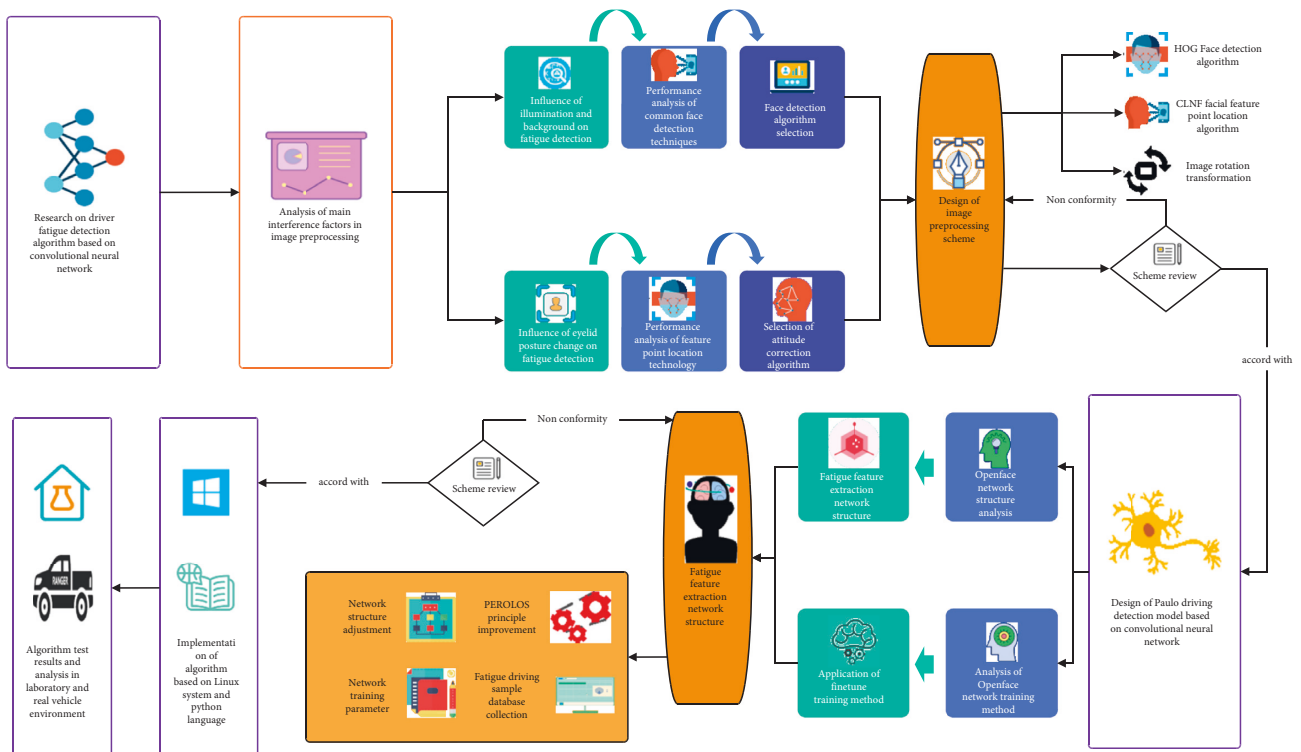 Research on driver
fatigue detection
algorithm based on
convolutional neural
network
Analysis of main
interference factors in
image preprocessing
Influence of
illumination and
background on
fatigue detection
Performance
analysis of
common face
detection
techniques
Face detection
algorithm
selection
Influence of eyelid
posture change on
fatigue detection
Performance
analysis of feature
point location
technology
Selection of
attitude
correction
algorithm
Design of
image
preprocessing
scheme
HOG Face detection
algorithm
CLNF facial feature
point location
algorithm
Image rotation
transformation
Non conformity
Scheme review
accord with
Design of Paulo driving
detection model based
on convolutional neural
network
Openface
network
structure
analysis
Fatigue feature
extraction
network
structure
Analysis of
Openface
network training
method
Application of
finetune
training method
Fatigue
feature
extraction
network
structure
Non conformity
Scheme review
accord with
Network
structure
adjustment
PEROLOS
principle
improvement
Network
training
parameter
Fatigue driving
sample
database
collection
Implementati
on of
algorithm
based on Linux
system and
python
language
RANGER
Algorithm test
results and
analysis in
laboratory and
real vehicle
environment